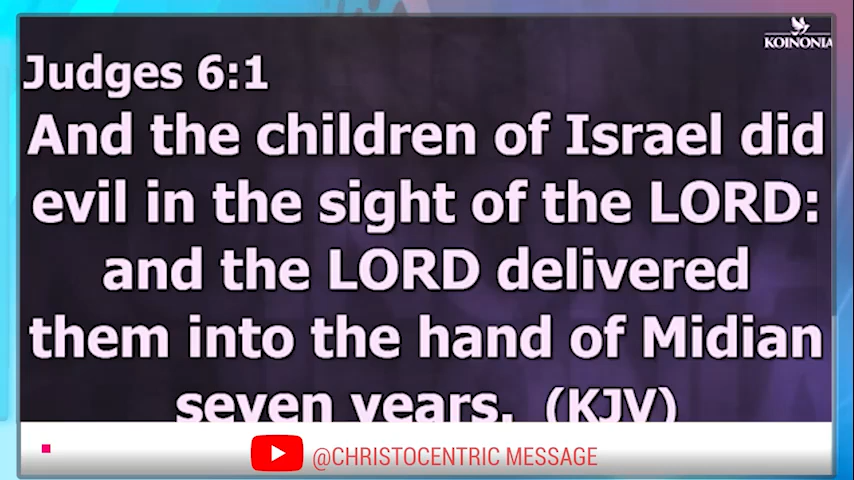 KOINONIA
Judges 6:1
And the children of Israel did
evil in the sight of the LORD:
and the LORD delivered
them into the hand of Midian
seven years. (KJV)
@CHRISTOCENTRIC MESSAGE